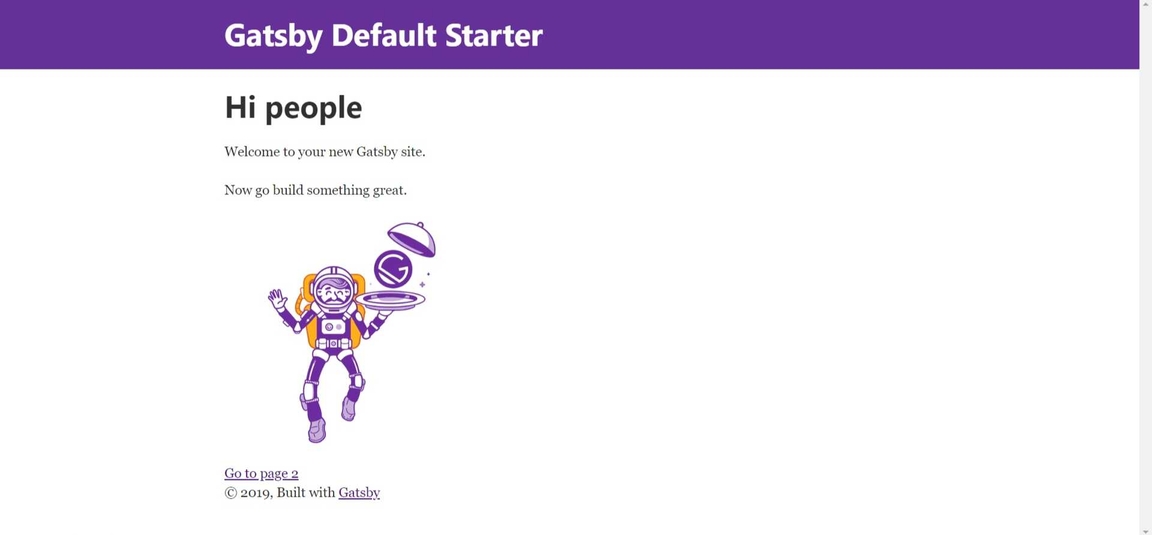 Gatsby Default Starter
Hi people
Welcome to your new Gatsby site.
Now go build something great.
Go to page 2
© 2019, Built with Gatsby